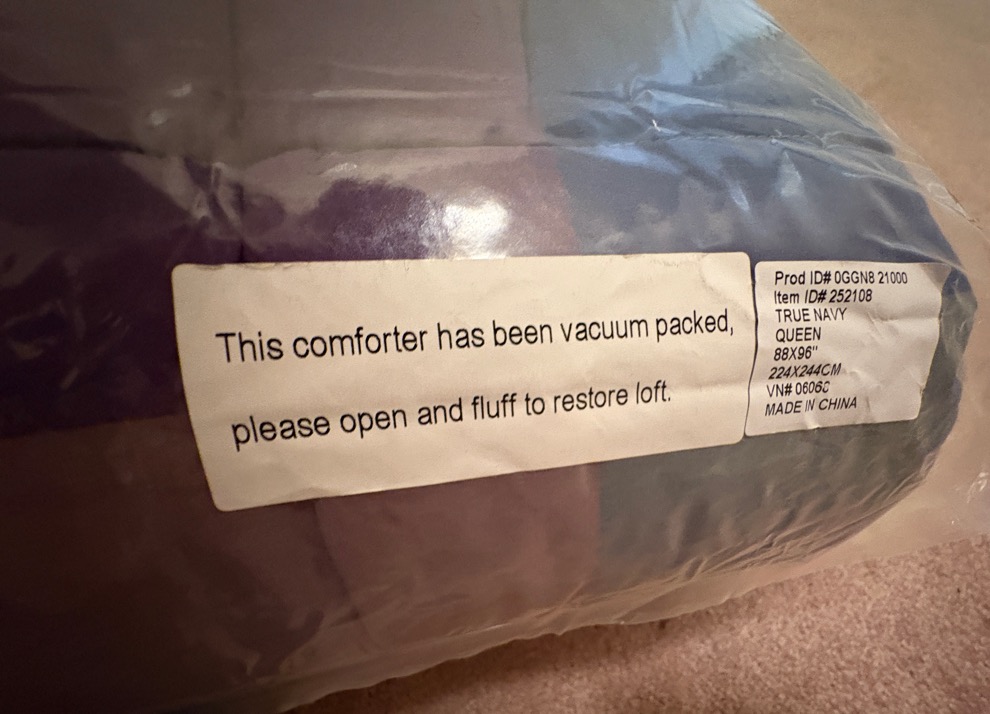 This comforter has been vacuum packed,
please open and fluff to restore loft.
Prod ID# 0GGN8 21000
Item ID# 252108
TRUE NAVY
QUEEN
88X96"
224X244CM
VN# 0606C
MADE IN CHINA